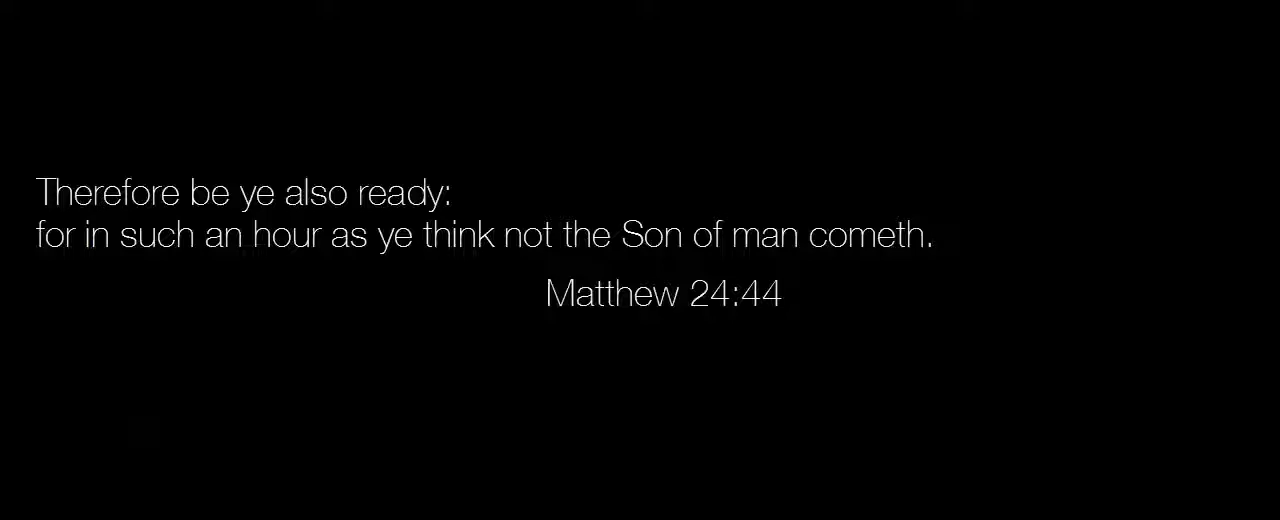 Therefore be ye also ready:
for in such an hour as ye think not the Son of man cometh.
Matthew 24:44